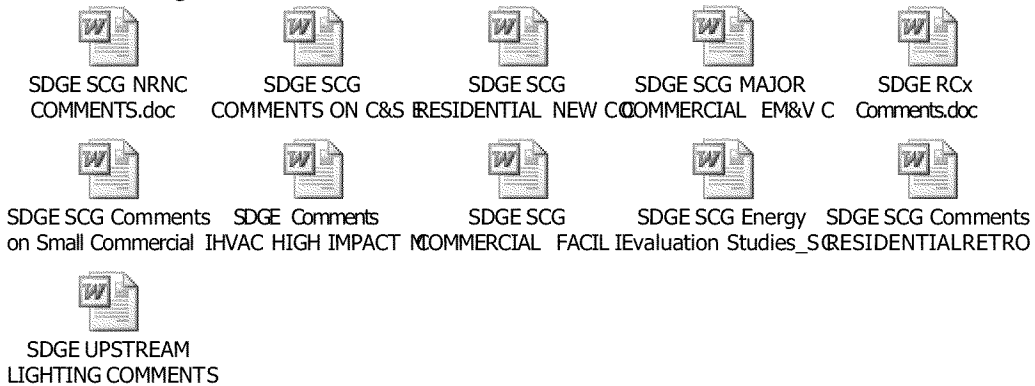 SDGE SCG NRNC SDGE SCG SDGE SCG SDGE SCG MAJOR SDGE RCx
COMMENTS.doc COMMENTS ON C&S RESIDENTIAL NEW COMMERCIAL EM&V C Comments.doc
SDGE SCG Comments SDGE Comments SDGE SCG SDGE SCG Energy SDGE SCG Comments
on Small Commercial HVAC HIGH IMPACT COMMERCIAL FACIL Evaluation Studies_S RESIDENTIALRETRO
SDGE UPSTREAM
LIGHTING COMMENTS